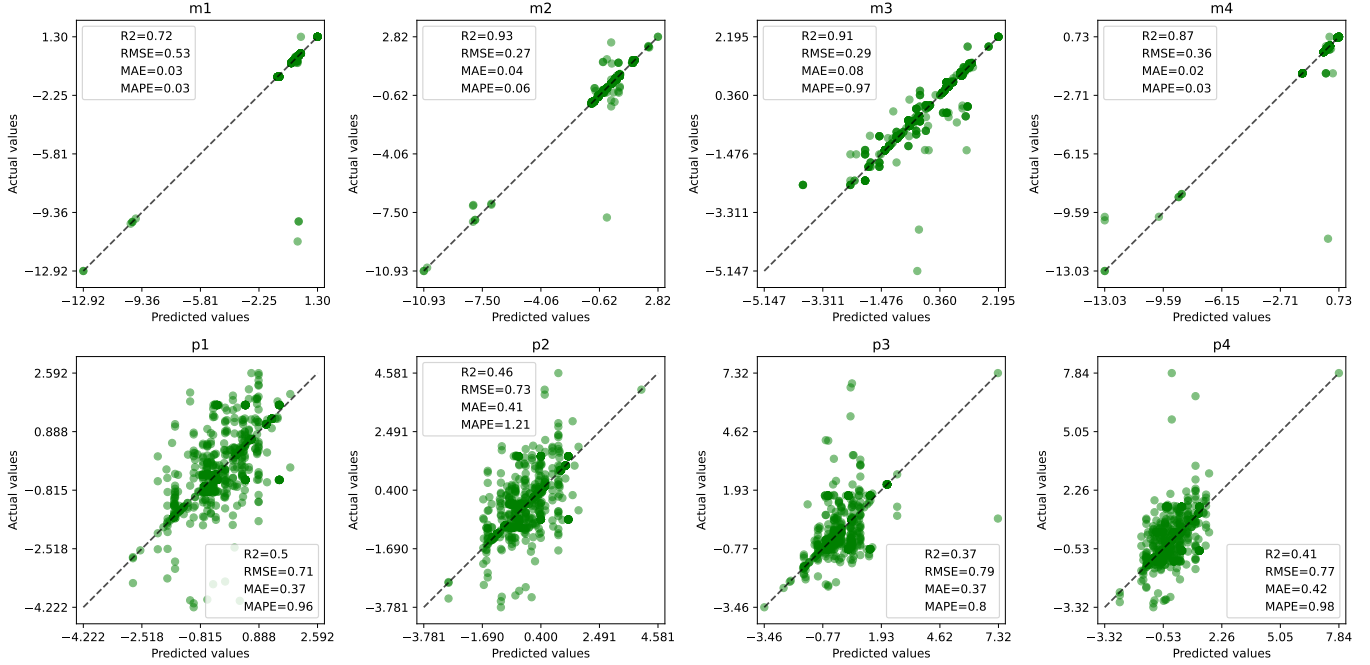 m1
R2=0.72
RMSE=0.53
MAE=0.03
MAPE=0.03
1.30
−2.25
−5.81
−9.36
−12.92
Actual values
−12.92 −9.36 −5.81 −2.25 1.30
Predicted values
m2
R2=0.93
RMSE=0.27
MAE=0.04
MAPE=0.06
2.82
−0.62
−4.06
−7.50
−10.93
Actual values
−10.93 −7.50 −4.06 −0.62 2.82
Predicted values
m3
R2=0.91
RMSE=0.29
MAE=0.08
MAPE=0.97
2.195
0.360
−1.476
−3.311
−5.147
Actual values
−5.147 −3.311 −1.476 0.360 2.195
Predicted values
m4
R2=0.87
RMSE=0.36
MAE=0.02
MAPE=0.03
0.73
−2.71
−6.15
−9.59
−13.03
Actual values
−13.03 −9.59 −6.15 −2.71 0.73
Predicted values
p1
2.592
0.888
−0.815
−2.518
−4.222
Actual values
R2=0.5
RMSE=0.71
MAE=0.37
MAPE=0.96
−4.222 −2.518 −0.815 0.888 2.592
Predicted values
p2
R2=0.46
RMSE=0.73
MAE=0.41
MAPE=1.21
4.581
2.491
0.400
−1.690
−3.781
Actual values
−3.781 −1.690 0.400 2.491 4.581
Predicted values
p3
7.32
4.62
1.93
−0.77
−3.46
Actual values
R2=0.37
RMSE=0.79
MAE=0.37
MAPE=0.8
−3.46 −0.77 1.93 4.62 7.32
Predicted values
p4
7.84
5.05
2.26
−0.53
−3.32
Actual values
R2=0.41
RMSE=0.77
MAE=0.42
MAPE=0.98
−3.32 −0.53 2.26 5.05 7.84
Predicted values